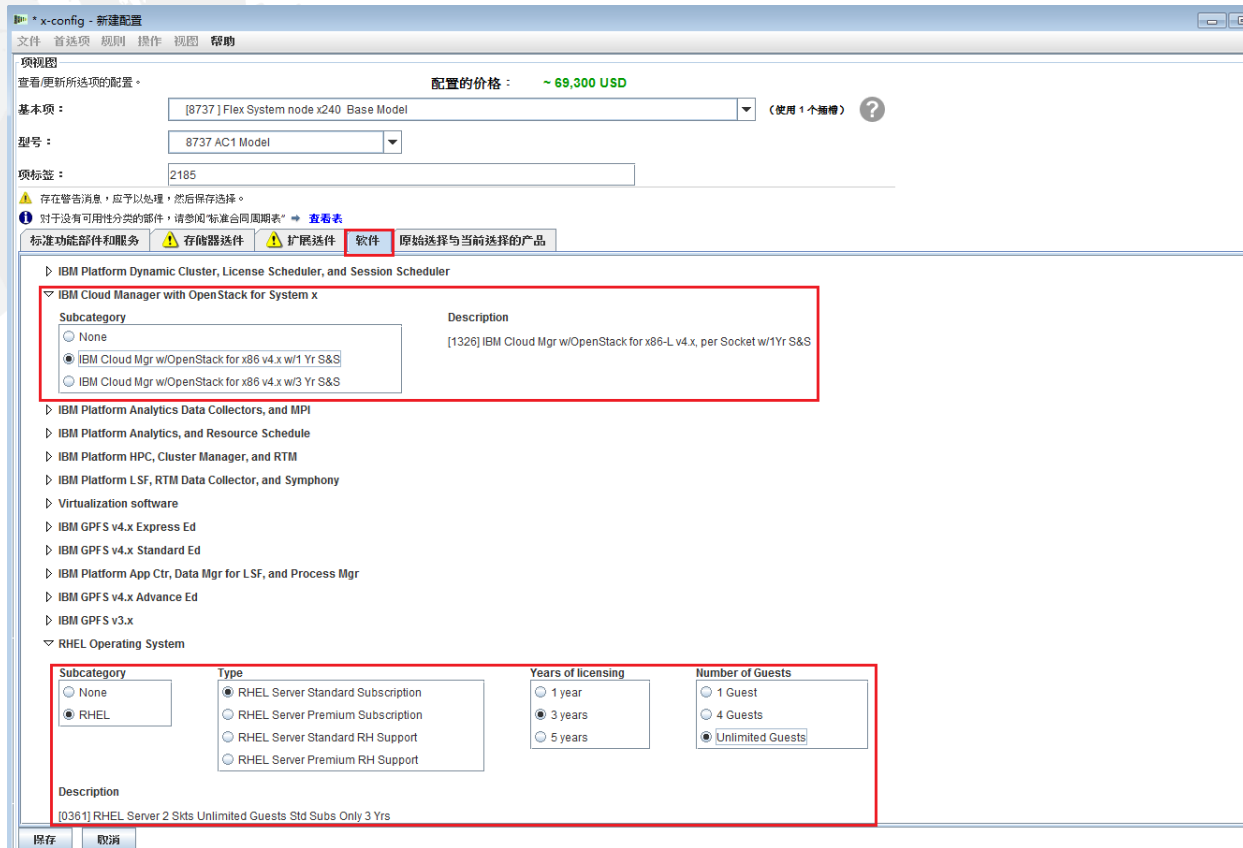 * x-config - 新建配置
文件 首选项 规则 操作 视图 帮助
项视图
查看/更新所选项的配置。 配置的价格： ~ 69,300 USD
基本项： [8737 ] Flex System node x240 Base Model （使用 1 个插槽） ?
型号： 8737 AC1 Model
项标签： 2185
存在警告消息，应予以处理，然后保存选择。
对于没有可用性分类的部件，请参阅“标准合同周期表” ➡ 查看表
标准功能部件和服务 存储器选件 扩展选件 软件 原始选择与当前选择的产品
IBM Platform Dynamic Cluster, License Scheduler, and Session Scheduler
IBM Cloud Manager with OpenStack for System x
Subcategory Description
None
[1326] IBM Cloud Mgr w/OpenStack for x86-L v4.x, per Socket w/1Yr S&S
IBM Cloud Mgr w/OpenStack for x86 v4.x w/1 Yr S&S
IBM Cloud Mgr w/OpenStack for x86 v4.x w/3 Yr S&S
IBM Platform Analytics Data Collectors, and MPI
IBM Platform Analytics, and Resource Schedule
IBM Platform HPC, Cluster Manager, and RTM
IBM Platform LSF, RTM Data Collector, and Symphony
Virtualization software
IBM GPFS v4.x Express Ed
IBM GPFS v4.x Standard Ed
IBM Platform App Ctr, Data Mgr for LSF, and Process Mgr
IBM GPFS v4.x Advance Ed
IBM GPFS v3.x
RHEL Operating System
Subcategory Type Years of licensing Number of Guests
None RHEL Server Standard Subscription 1 year 1 Guest
RHEL RHEL Server Premium Subscription 3 years 4 Guests
RHEL Server Standard RH Support 5 years Unlimited Guests
RHEL Server Premium RH Support
Description
[0361] RHEL Server 2 Skts Unlimited Guests Std Subs Only 3 Yrs
保存 取消